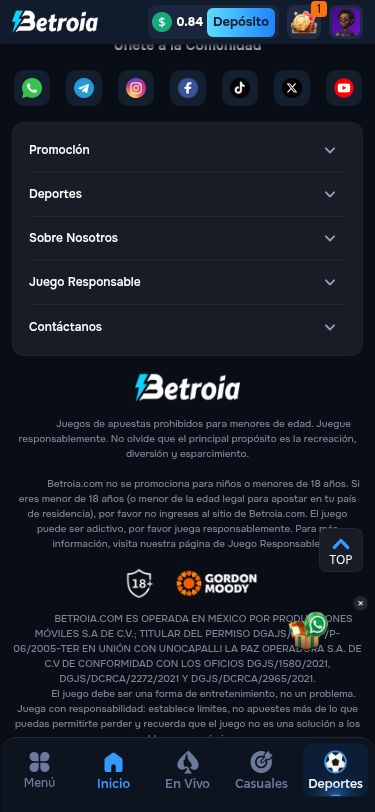 Betroia
$ 0.84 Depósito
1
Únete a la Comunidad
Promoción
Deportes
Sobre Nosotros
Juego Responsable
Contáctanos
Betroia
Juegos de apuestas prohibidos para menores de edad. Juegue
responsablemente. No olvide que el principal propósito es la recreación,
diversión y esparcimiento.
Betroia.com no se promociona para niños o menores de 18 años. Si
eres menor de 18 años (o menor de la edad legal para apostar en tu país
de residencia), por favor no ingreses al sitio de Betroia.com. El juego
puede ser adictivo, por favor juega responsablemente. Para más
información, visita nuestra página de Juego Responsable
TOP
18+ GORDON
MOODY
BETROIA.COM ES OPERADA EN MÉXICO POR PRODUCCIONES
MÓVILES S.A DE C.V.; TITULAR DEL PERMISO DGAJS/ /P-
06/2005-TER EN UNIÓN CON UNOCAPALLI LA PAZ OPERADORA S.A. DE
C.V DE CONFORMIDAD CON LOS OFICIOS DGJS/1580/2021,
DGJS/DCRCA/2272/2021 Y DGJS/DCRCA/2965/2021.
El juego debe ser una forma de entretenimiento, no un problema.
Juega con responsabilidad: establece límites, no apuestes más de lo que
puedas permitirte perder y recuerda que el juego no es una solución a los
Menú
Inicio
En Vivo
Casuales
Deportes